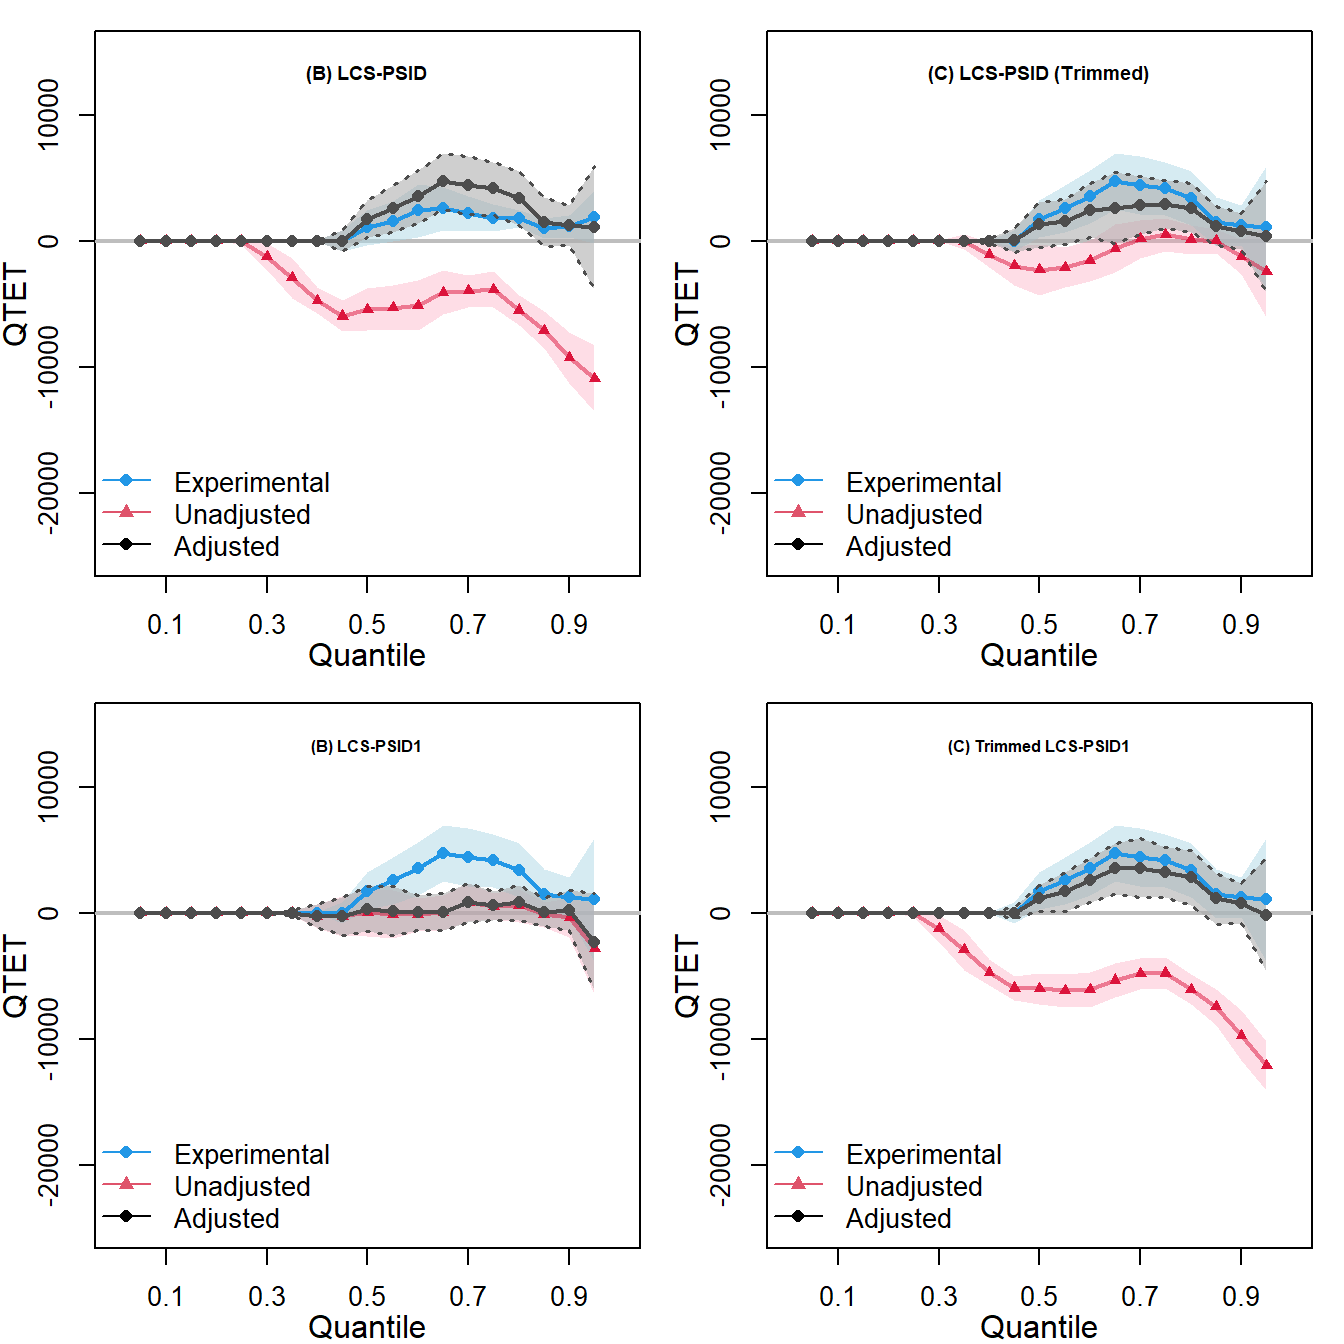 (B) LCS-PSID
10000
0
-10000
-20000
QTET
Experimental
Unadjusted
Adjusted
0.1 0.3 0.5 0.7 0.9
Quantile
(C) LCS-PSID (Trimmed)
10000
0
-10000
-20000
QTET
Experimental
Unadjusted
Adjusted
0.1 0.3 0.5 0.7 0.9
Quantile
(B) LCS-PSID1
10000
0
-10000
-20000
QTET
Experimental
Unadjusted
Adjusted
0.1 0.3 0.5 0.7 0.9
Quantile
(C) Trimmed LCS-PSID1
10000
0
-10000
-20000
QTET
Experimental
Unadjusted
Adjusted
0.1 0.3 0.5 0.7 0.9
Quantile